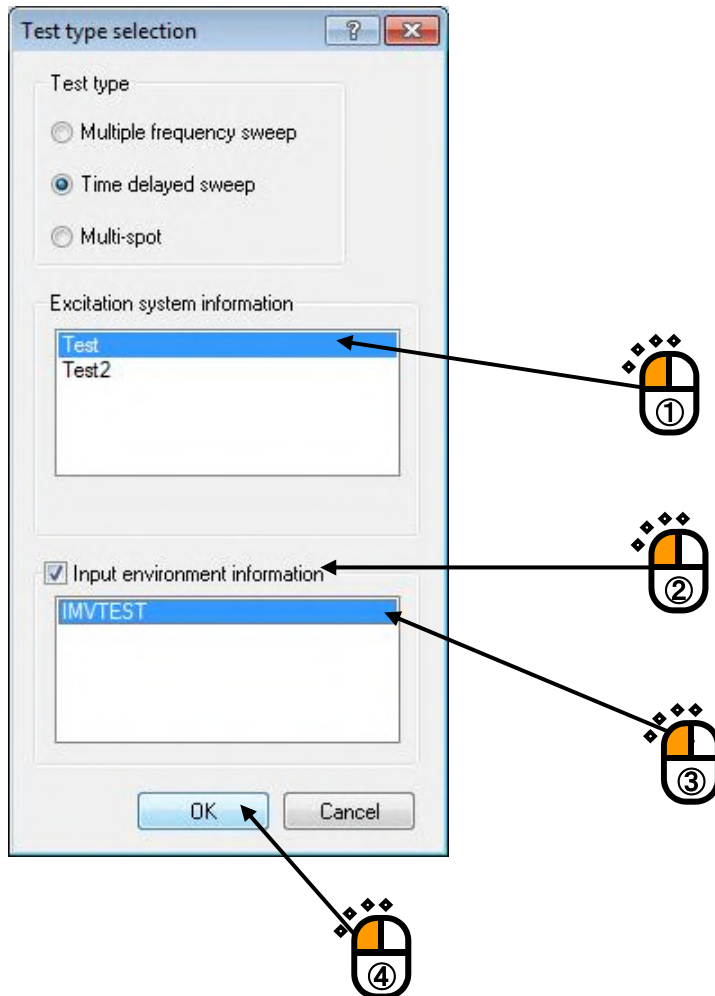 Test type selection
Test type
Multiple frequency sweep
Time delayed sweep
Multi-spot
Excitation system information
Test
Test2
①
Input environment information
②
IMVTEST
③
OK Cancel
④